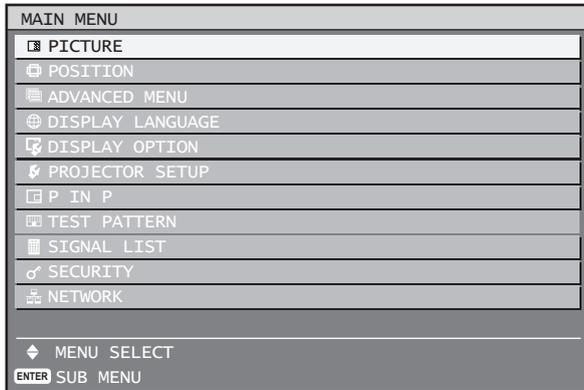 MAIN MENU
PICTURE
POSITION
ADVANCED MENU
DISPLAY LANGUAGE
DISPLAY OPTION
PROJECTOR SETUP
P IN P
TEST PATTERN
SIGNAL LIST
SECURITY
NETWORK
MENU SELECT
ENTER SUB MENU